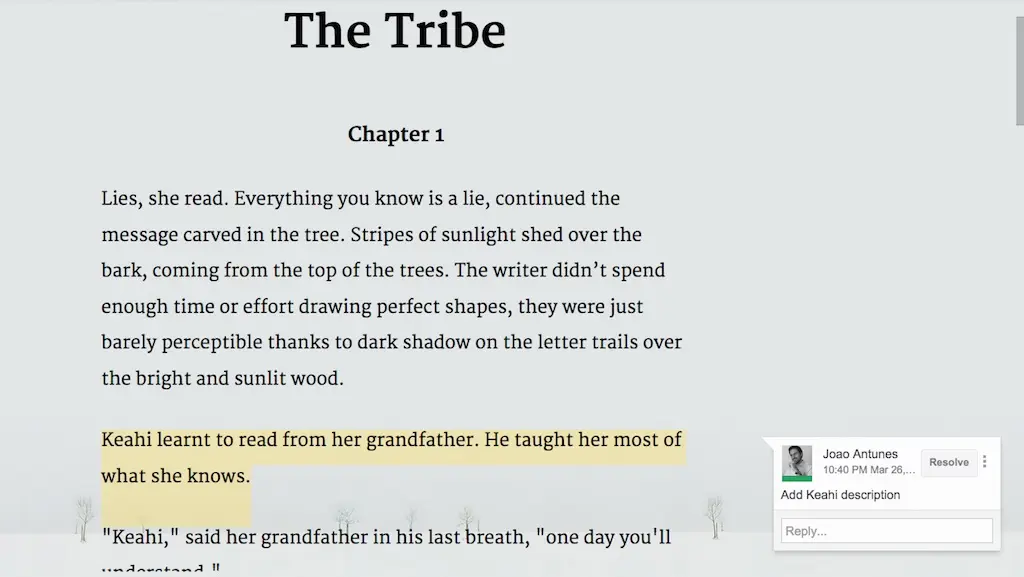 The Tribe
Chapter 1
Lies, she read. Everything you know is a lie, continued the
message carved in the tree. Stripes of sunlight shed over the
bark, coming from the top of the trees. The writer didn’t spend
enough time or effort drawing perfect shapes, they were just
barely perceptible thanks to dark shadow on the letter trails over
the bright and sunlit wood.
Keahi learnt to read from her grandfather. He taught her most of
what she knows.
"Keahi," said her grandfather in his last breath, "one day you'll
understand."
Joao Antunes
10:40 PM Mar 26,...
Resolve
Add Keahi description
Reply...